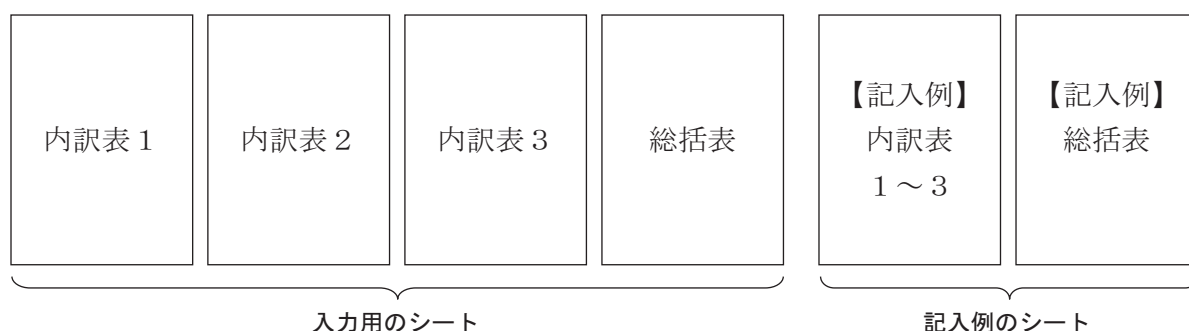 内訳表1
内訳表2
内訳表3
総括表
【記入例】
内訳表
1~3
【記入例】
総括表
入力用のシート
記入例のシート